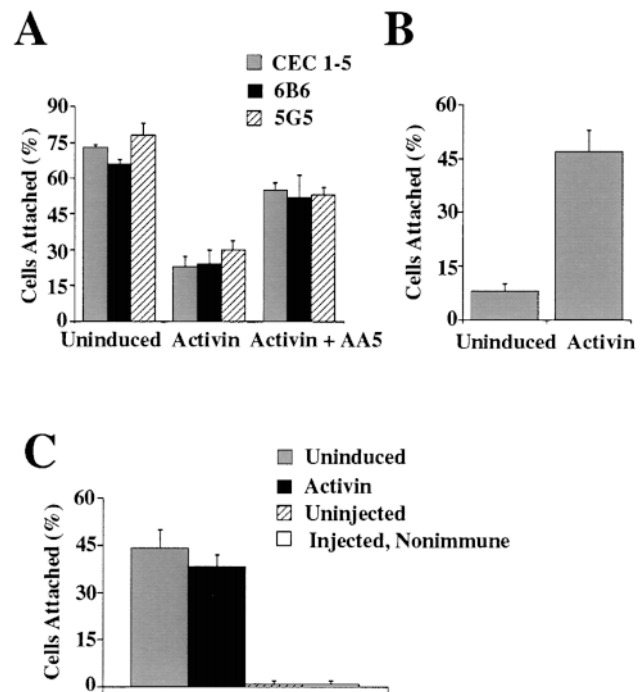 A
CEC 1-5
6B6
5G5
Cells Attached (%)
90
75
60
45
30
15
0
Uninduced Activin Activin + AA5
B
Cells Attached (%)
60
45
30
15
0
Uninduced Activin
C
Uninduced
Activin
Uninjected
Injected, Nonimmune
Cells Attached (%)
60
45
30
15
0